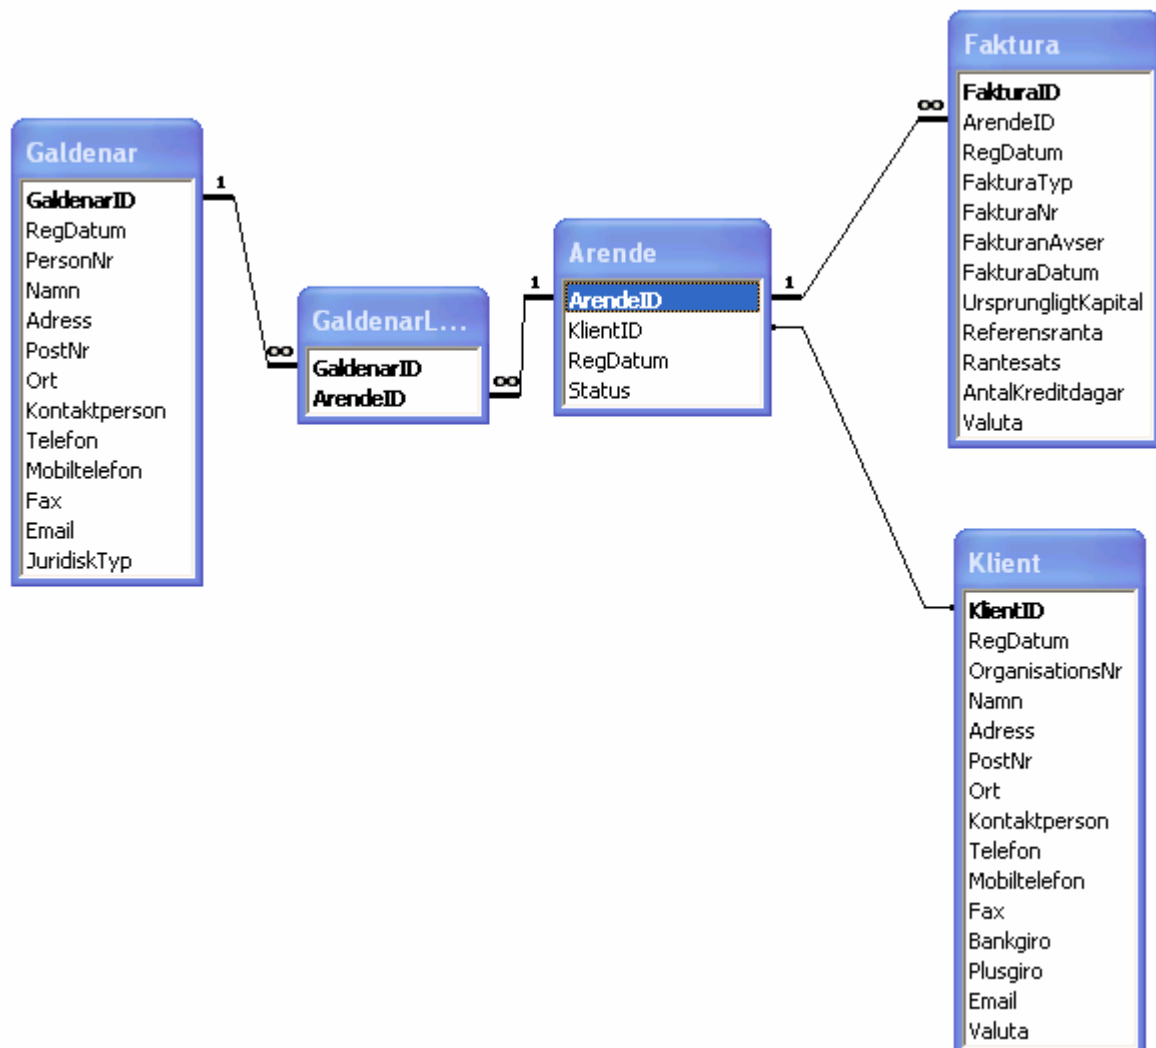 Galdenar
GaldenarID
RegDatum
PersonNr
Namn
Adress
PostNr
Ort
Kontaktperson
Telefon
Mobiltelefon
Fax
Email
JuridiskTyp
1
∞
GaldenarL...
GaldenarID
ArendeID
∞
1
Arende
ArendeID
KlientID
RegDatum
Status
1
∞
Faktura
FakturaID
ArendeID
RegDatum
FakturaTyp
FakturaNr
FakturanAvser
FakturaDatum
UrsprungligtKapital
Referensranta
Rantesats
AntalKreditdagar
Valuta
Klient
KlientID
RegDatum
OrganisationsNr
Namn
Adress
PostNr
Ort
Kontaktperson
Telefon
Mobiltelefon
Fax
Bankgiro
Plusgiro
Email
Valuta